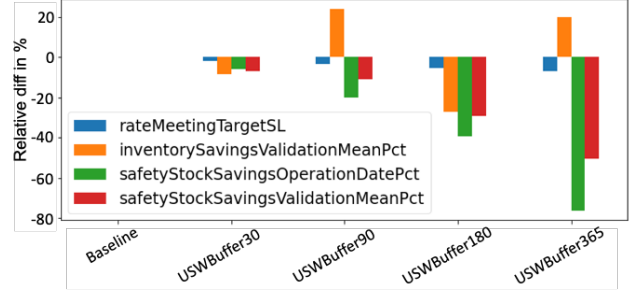 Relative diff in %
20
0
-20
-40
-60
-80
rateMeetingTargetSL
inventorySavingsValidationMeanPct
safetyStockSavingsOperationDatePct
safetyStockSavingsValidationMeanPct
Baseline
USWBuffer30
USWBuffer90
USWBuffer180
USWBuffer365